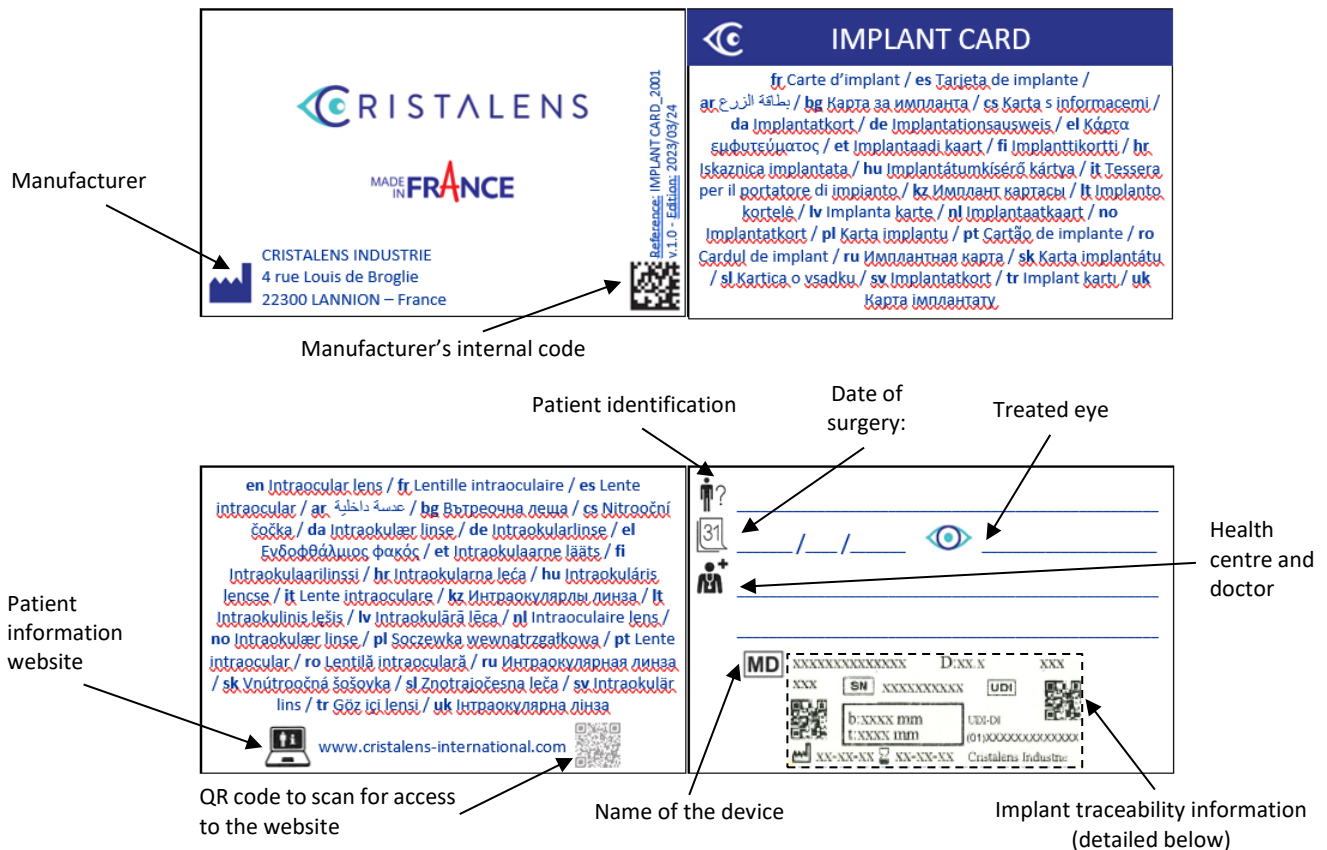 CRISTALENS
MADE IN FRANCE
Manufacturer
CRISTALENS INDUSTRIE
4 rue Louis de Broglie
22300 LANNION – France
Reference: IMPLANT CARD_2001
v.1.0 - Edition: 2023/03/24
Manufacturer's internal code
IMPLANT CARD
fr Carte d'implant / es Tarjeta de implante /
ar بطاقة الزرع / bg Карта за импланта / cs Karta s informacemi /
da Implantatkort / de Implantationsausweis / el Κάρτα
εμφυτεύματος / et Implantaadi kaart / fi Implanttikortti / hr
Iskaznica implantata / hu Implantátumkísérő kártya / it Tessera
per il portatore di impianto / kz Имплант картасы / lt Implanto
kortelė / lv Implanta karte / nl Implantaatkaart / no
Implantatkort / pl Karta implantu / pt Cartão de implante / ro
Cardul de implant / ru Имплантная карта / sk Karta implantátu
/ sl Kartica o vsadku / sv Implantatkort / tr Implant kartı / uk
Карта імплантату
Patient identification
Date of
surgery:
Treated eye
en Intraocular lens / fr Lentille intraoculaire / es Lente
intraocular / ar عدسة داخلية / bg Вътреочна леща / cs Nitrooční
čočka / da Intraokulær linse / de Intraokularlinse / el
Ενδοφθάλμιος φακός / et Intraokulaarne lääts / fi
Intraokulaarilinssi / hr Intraokularna leća / hu Intraokuláris
lencse / it Lente intraoculare / kz Интраокулярлы линза / lt
Intraokulinis lęšis / lv Intraokulārā lēca / nl Intraoculaire lens /
no Intraokulær linse / pl Soczewka wewnątrzgałkowa / pt Lente
intraocular / ro Lentilă intraoculară / ru Интраокулярная линза
/ sk Vnútroočná šošovka / sl Znotrajočesna leča / sv Intraokulär
lins / tr Göz içi lensi / uk Інтраокулярна лінза
www.cristalens-international.com
Patient
information
website
QR code to scan for access
to the website
?
31
/ /
Health
centre and
doctor
MD
xxxxxxxxxxxxxx D:xx.x xxx
xxx SN xxxxxxxxxx UDI
b:xxxx mm
t:xxxx mm
UDI-DI
(01)XXXXXXXXXXXXX
xx-xx-xx xx-xx-xx Cristalens Industrie
Name of the device
Implant traceability information
(detailed below)